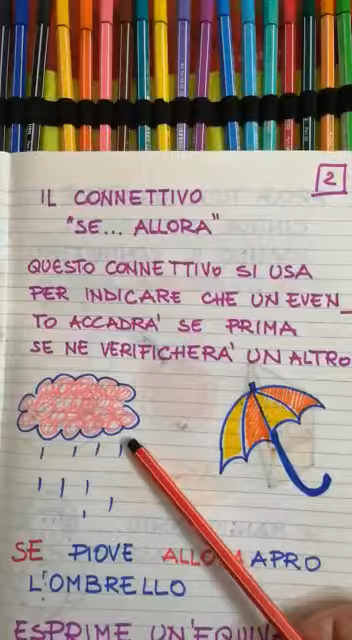 2
IL CONNETTIVO
"SE... ALLORA"
QUESTO CONNETTIVO SI USA
PER INDICARE CHE UN EVEN_
TO ACCADRA' SE PRIMA
SE NE VERIFICHERA' UN ALTRO
SE PIOVE ALLORA APRO
L'OMBRELLO
ESPRIME UN'EQUIV